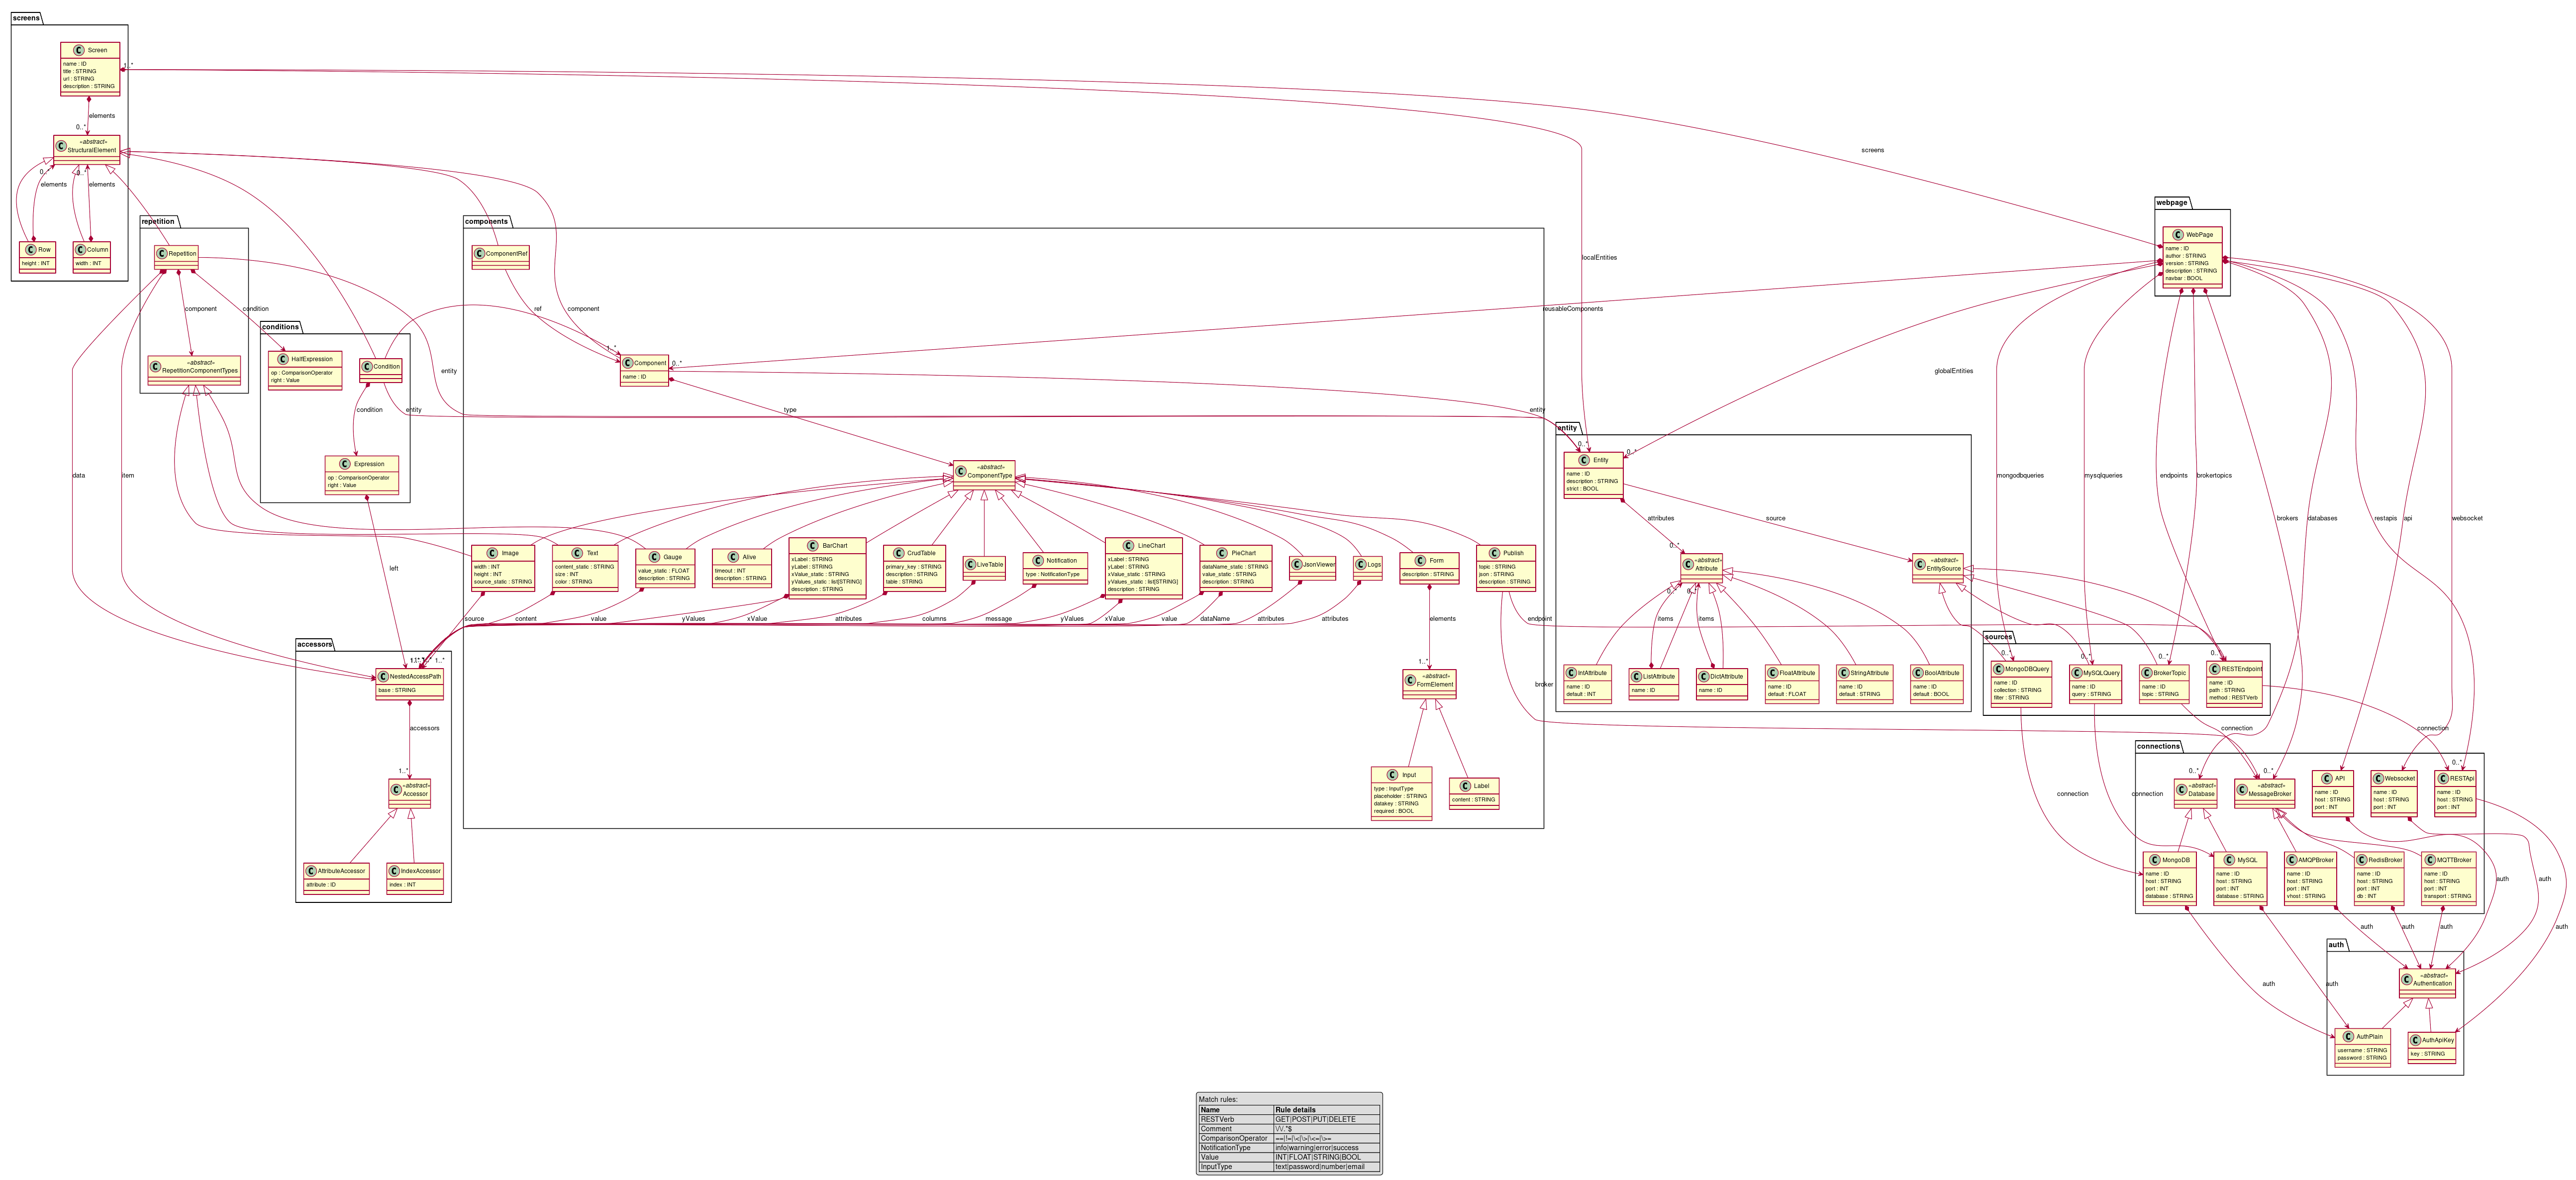 screens
C Screen
name : ID
title : STRING
url : STRING
description : STRING
1..*
elements
0..*
«abstract»
C StructuralElement
0..*
elements
0..*
elements
C Row
height : INT
C Column
width : INT
repetition
C Repetition
component
condition
«abstract»
C RepetitionComponentTypes
data
item
entity
conditions
C HalfExpression
op : ComparisonOperator
right : Value
C Condition
condition
entity
C Expression
op : ComparisonOperator
right : Value
left
components
C ComponentRef
ref
component
1..*
0..*
C Component
name : ID
type
entity
«abstract»
C ComponentType
C Image
width : INT
height : INT
source_static : STRING
C Text
content_static : STRING
size : INT
color : STRING
C Gauge
value_static : FLOAT
description : STRING
C Alive
timeout : INT
description : STRING
C BarChart
xLabel : STRING
yLabel : STRING
xValue_static : STRING
yValues_static : list[STRING]
description : STRING
C CrudTable
primary_key : STRING
description : STRING
table : STRING
C LiveTable
C Notification
type : NotificationType
C LineChart
xLabel : STRING
yLabel : STRING
xValue_static : STRING
yValues_static : list[STRING]
description : STRING
C PieChart
dataName_static : STRING
value_static : STRING
description : STRING
C JsonViewer
C Logs
C Form
description : STRING
C Publish
topic : STRING
json : STRING
description : STRING
source
content
value
yValues
xValue
attributes
columns
message
yValues
xValue
value
dataName
attributes
attributes
elements
endpoint
broker
1..*
«abstract»
C FormElement
C Input
type : InputType
placeholder : STRING
datakey : STRING
required : BOOL
C Label
content : STRING
accessors
1..*
C NestedAccessPath
base : STRING
accessors
1..*
«abstract»
C Accessor
C AttributeAccessor
attribute : ID
C IndexAccessor
index : INT
webpage
C WebPage
name : ID
author : STRING
version : STRING
description : STRING
navbar : BOOL
screens
localEntities
reusableComponents
globalEntities
mongodbqueries
mysqlqueries
endpoints
brokertopics
brokers
databases
restapis
api
websocket
entity
0..*
0..*
C Entity
name : ID
description : STRING
strict : BOOL
attributes
source
0..*
«abstract»
C Attribute
«abstract»
C EntitySource
0..*
items
items
C IntAttribute
name : ID
default : INT
C ListAttribute
name : ID
C DictAttribute
name : ID
C FloatAttribute
name : ID
default : FLOAT
C StringAttribute
name : ID
default : STRING
C BoolAttribute
name : ID
default : BOOL
sources
0..*
0..*
0..*
C MongoDBQuery
name : ID
collection : STRING
filter : STRING
C MySQLQuery
name : ID
query : STRING
C BrokerTopic
name : ID
topic : STRING
C RESTEndpoint
name : ID
path : STRING
method : RESTVerb
connection
connection
connection
connection
connections
0..*
0..*
0..*
«abstract»
C Database
«abstract»
C MessageBroker
C API
name : ID
host : STRING
port : INT
C Websocket
name : ID
host : STRING
port : INT
C RESTApi
name : ID
host : STRING
port : INT
C MongoDB
name : ID
host : STRING
port : INT
database : STRING
C MySQL
name : ID
host : STRING
port : INT
database : STRING
C AMQPBroker
name : ID
host : STRING
port : INT
vhost : STRING
C RedisBroker
name : ID
host : STRING
port : INT
db : INT
C MQTTBroker
name : ID
host : STRING
port : INT
transport : STRING
auth
auth
auth
auth
auth
auth
auth
auth
auth
«abstract»
C Authentication
C AuthPlain
username : STRING
password : STRING
C AuthApiKey
key : STRING
Match rules:
Name Rule details
RESTVerb GET|POST|PUT|DELETE
Comment \/\/.*$
ComparisonOperator ==|!=|\<|\>|\<=|\>=
NotificationType info|warning|error|success
Value INT|FLOAT|STRING|BOOL
InputType text|password|number|email